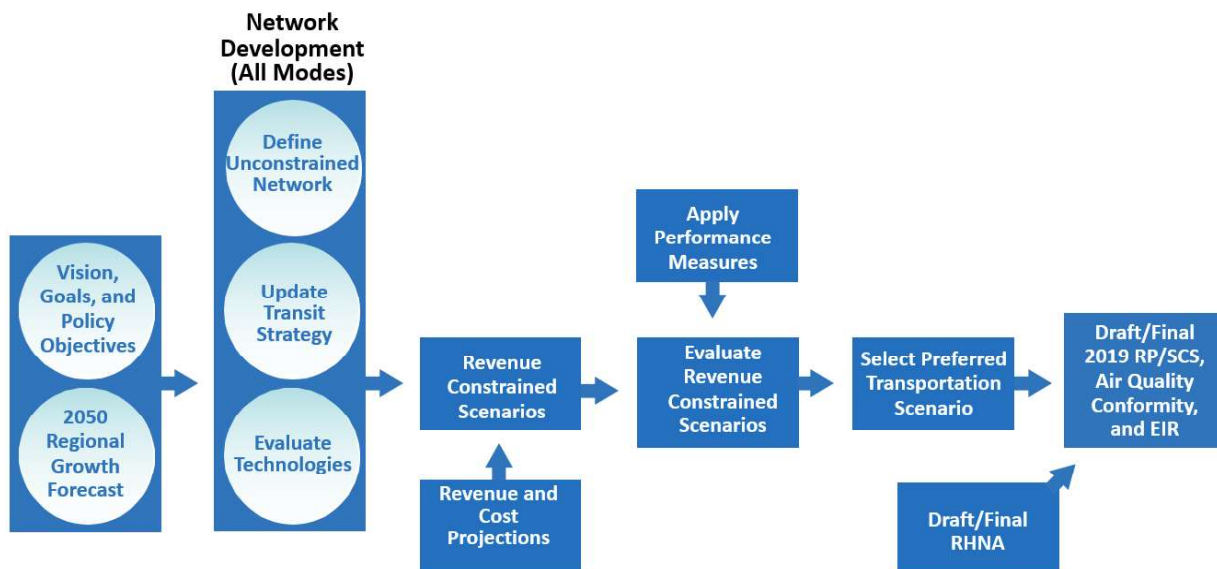 Network
Development
(All Modes)
Define
Unconstrained
Network
Update
Transit
Strategy
Evaluate
Technologies
Vision,
Goals, and
Policy
Objectives
2050
Regional
Growth
Forecast
Revenue
Constrained
Scenarios
Revenue and
Cost
Projections
Apply
Performance
Measures
Evaluate
Revenue
Constrained
Scenarios
Select Preferred
Transportation
Scenario
Draft/Final
2019 RP/SCS,
Air Quality
Conformity,
and EIR
Draft/Final
RHNA